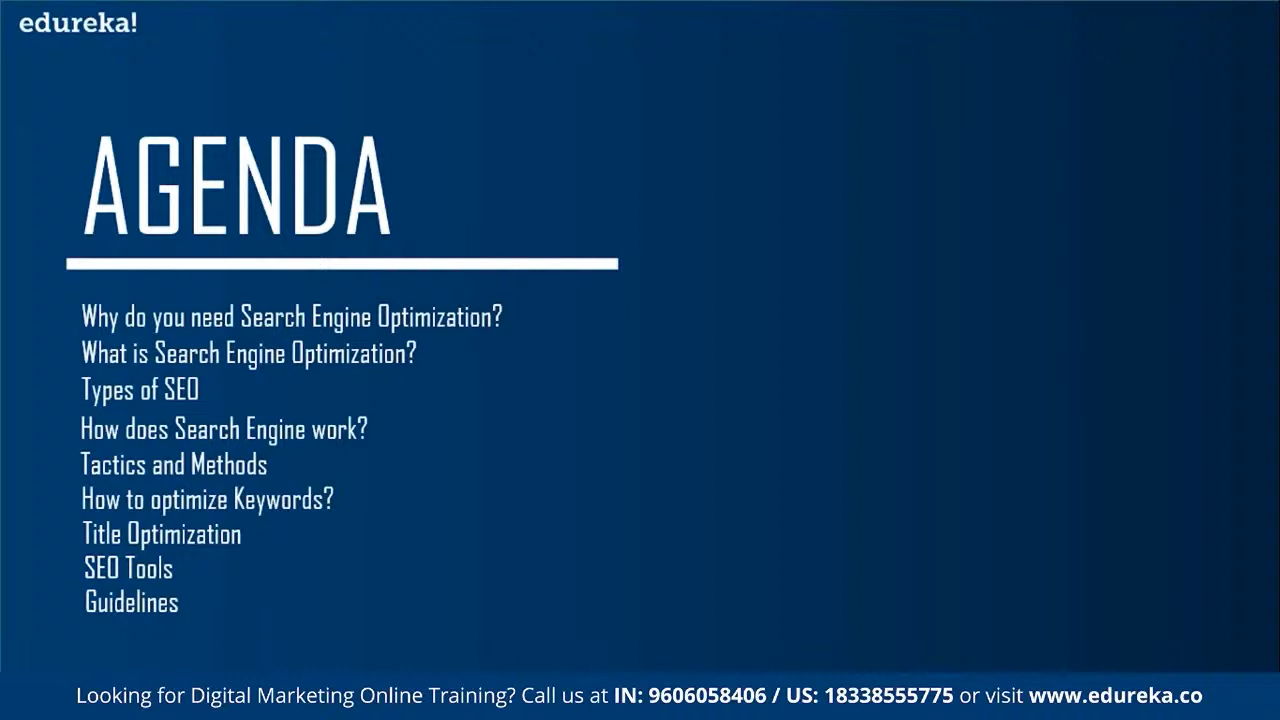 edureka!
AGENDA
Why do you need Search Engine Optimization?
What is Search Engine Optimization?
Types of SEO
How does Search Engine work?
Tactics and Methods
How to optimize Keywords?
Title Optimization
SEO Tools
Guidelines
Looking for Digital Marketing Online Training? Call us at IN: 9606058406 / US: 18338555775 or visit www.edureka.co